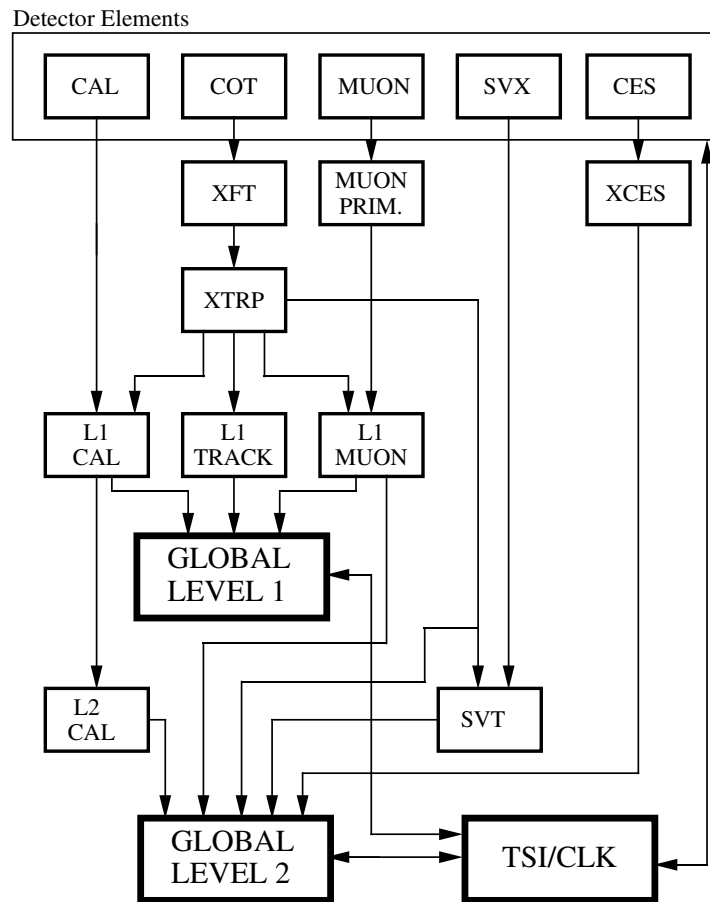 Detector Elements
CAL
COT
MUON
SVX
CES
XFT
MUON
PRIM.
XCES
XTRP
L1
CAL
L1
TRACK
L1
MUON
GLOBAL
LEVEL 1
L2
CAL
SVT
GLOBAL
LEVEL 2
TSI/CLK